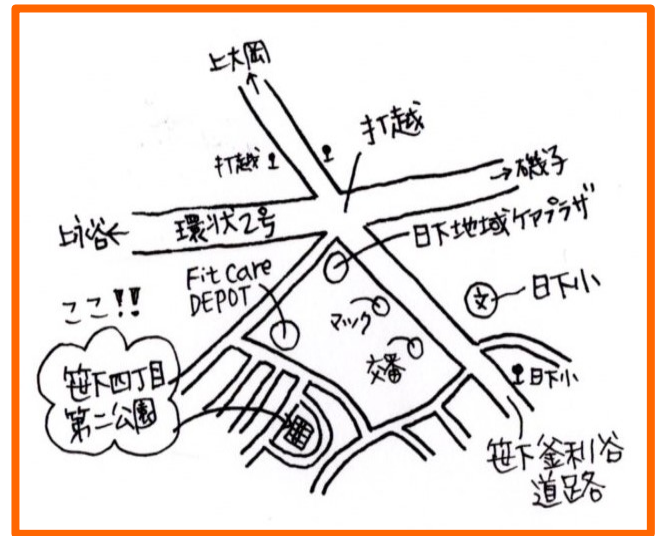 上大岡
打越
打越
磯子
上永谷
環状2号
日下地域ケアプラザ
Fit Care
DEPOT
日下小
文
ここ!!
マック
交番
笹下四丁目
第二公園
日下小
笹下釜利谷
道路